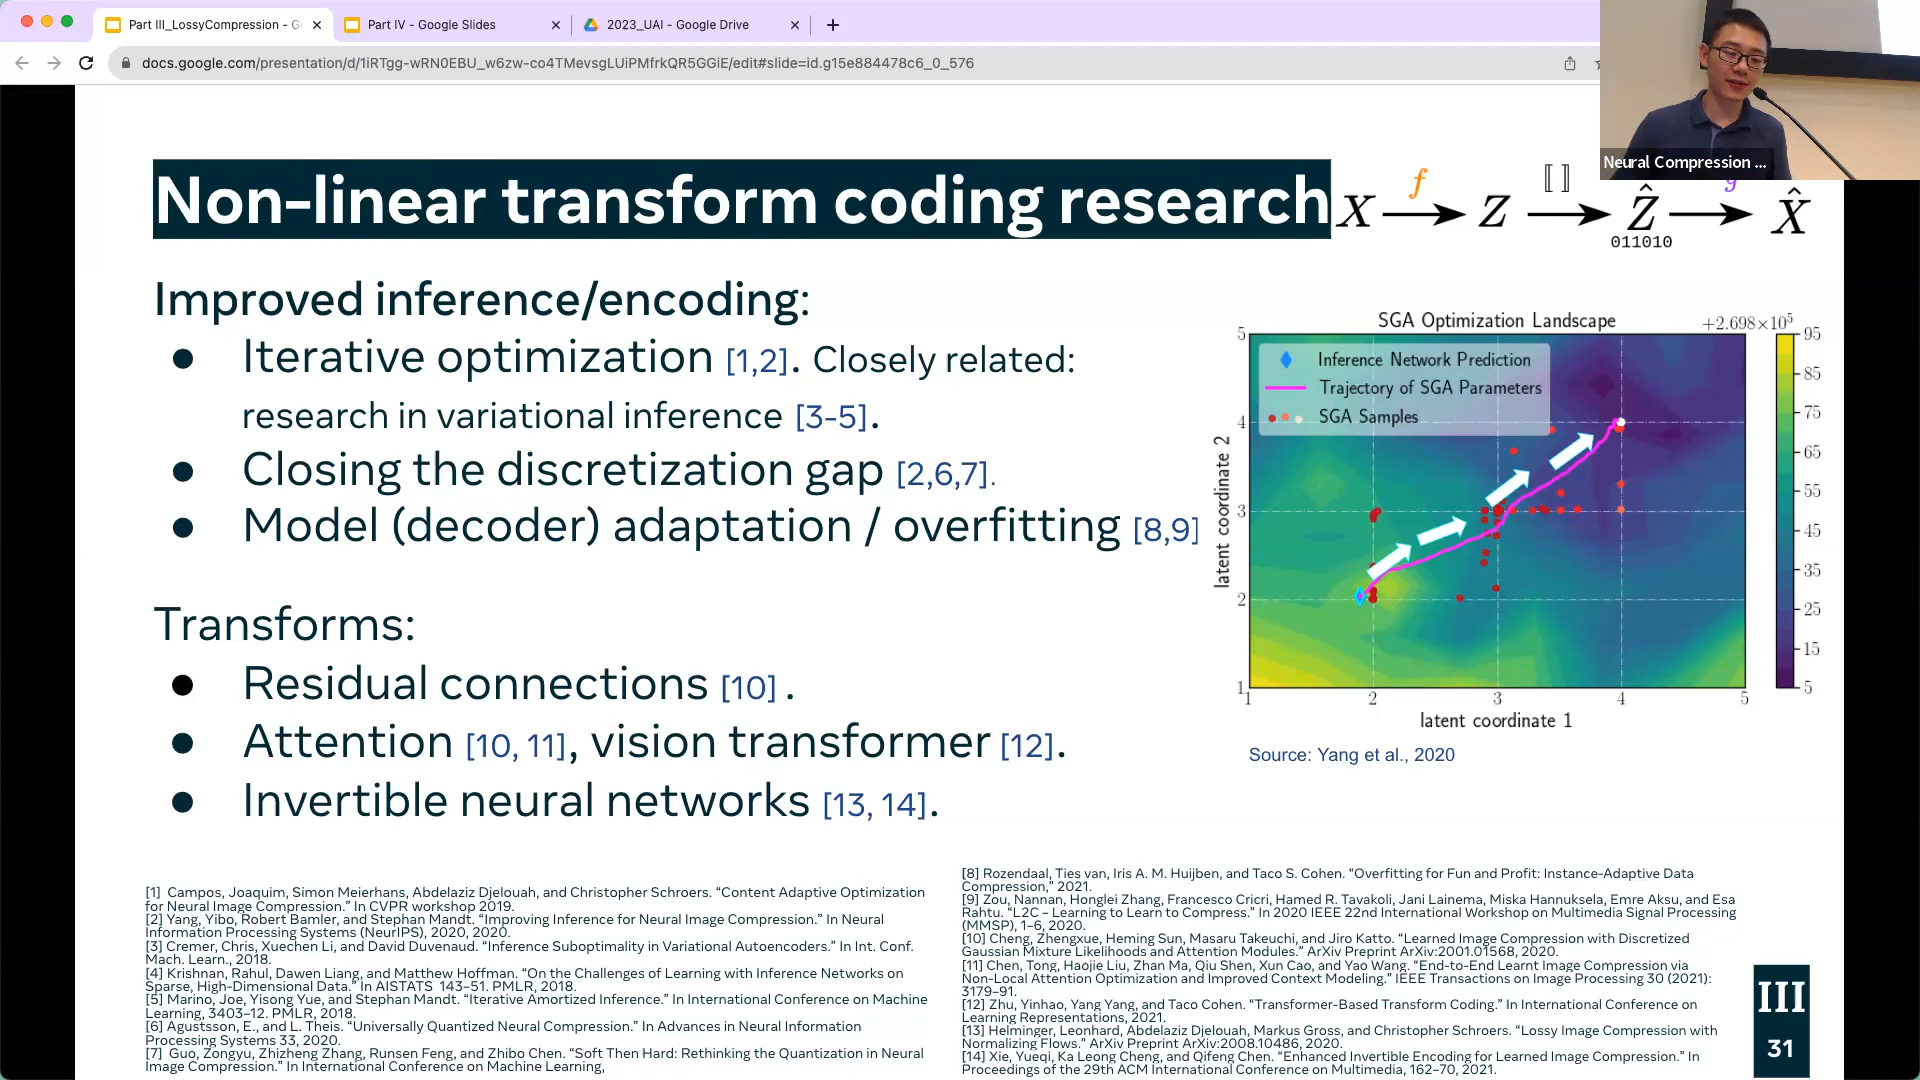 Part III_LossyCompression - G
Part IV - Google Slides
2023_UAI - Google Drive
docs.google.com/presentation/d/1iRTgg-wRN0EBU_w6zw-co4TMevsgLUiPMfrkQR5GGiE/edit#slide=id.g15e884478c6_0_576
Neural Compression ...
Non-linear transform coding research
X f Z ⟦⟧ Ẑ g X̂
011010
Improved inference/encoding:
● Iterative optimization [1,2]. Closely related:
research in variational inference [3-5].
● Closing the discretization gap [2,6,7].
● Model (decoder) adaptation / overfitting [8,9]
Transforms:
● Residual connections [10] .
● Attention [10, 11], vision transformer [12].
● Invertible neural networks [13, 14].
SGA Optimization Landscape
+2.698×10⁵
Inference Network Prediction
Trajectory of SGA Parameters
SGA Samples
latent coordinate 2
5
4
3
2
1
1 2 3 4 5
latent coordinate 1
95
85
75
65
55
45
35
25
15
5
Source: Yang et al., 2020
[1] Campos, Joaquim, Simon Meierhans, Abdelaziz Djelouah, and Christopher Schroers. “Content Adaptive Optimization
for Neural Image Compression.” In CVPR workshop 2019.
[2] Yang, Yibo, Robert Bamler, and Stephan Mandt. “Improving Inference for Neural Image Compression.” In Neural
Information Processing Systems (NeurIPS), 2020, 2020.
[3] Cremer, Chris, Xuechen Li, and David Duvenaud. “Inference Suboptimality in Variational Autoencoders.” In Int. Conf.
Mach. Learn., 2018.
[4] Krishnan, Rahul, Dawen Liang, and Matthew Hoffman. “On the Challenges of Learning with Inference Networks on
Sparse, High-Dimensional Data.” In AISTATS 143–51. PMLR, 2018.
[5] Marino, Joe, Yisong Yue, and Stephan Mandt. “Iterative Amortized Inference.” In International Conference on Machine
Learning, 3403–12. PMLR, 2018.
[6] Agustsson, E., and L. Theis. “Universally Quantized Neural Compression.” In Advances in Neural Information
Processing Systems 33, 2020.
[7] Guo, Zongyu, Zhizheng Zhang, Runsen Feng, and Zhibo Chen. “Soft Then Hard: Rethinking the Quantization in Neural
Image Compression.” In International Conference on Machine Learning,
[8] Rozendaal, Ties van, Iris A. M. Huijben, and Taco S. Cohen. “Overfitting for Fun and Profit: Instance-Adaptive Data
Compression,” 2021.
[9] Zou, Nannan, Honglei Zhang, Francesco Cricri, Hamed R. Tavakoli, Jani Lainema, Miska Hannuksela, Emre Aksu, and Esa
Rahtu. “L2C – Learning to Learn to Compress.” In 2020 IEEE 22nd International Workshop on Multimedia Signal Processing
(MMSP), 1–6, 2020.
[10] Cheng, Zhengxue, Heming Sun, Masaru Takeuchi, and Jiro Katto. “Learned Image Compression with Discretized
Gaussian Mixture Likelihoods and Attention Modules.” ArXiv Preprint ArXiv:2001.01568, 2020.
[11] Chen, Tong, Haojie Liu, Zhan Ma, Qiu Shen, Xun Cao, and Yao Wang. “End-to-End Learnt Image Compression via
Non-Local Attention Optimization and Improved Context Modeling.” IEEE Transactions on Image Processing 30 (2021):
3179–91.
[12] Zhu, Yinhao, Yang Yang, and Taco Cohen. “Transformer-Based Transform Coding.” In International Conference on
Learning Representations, 2021.
[13] Helminger, Leonhard, Abdelaziz Djelouah, Markus Gross, and Christopher Schroers. “Lossy Image Compression with
Normalizing Flows.” ArXiv Preprint ArXiv:2008.10486, 2020.
[14] Xie, Yueqi, Ka Leong Cheng, and Qifeng Chen. “Enhanced Invertible Encoding for Learned Image Compression.” In
Proceedings of the 29th ACM International Conference on Multimedia, 162–70, 2021.
III
31